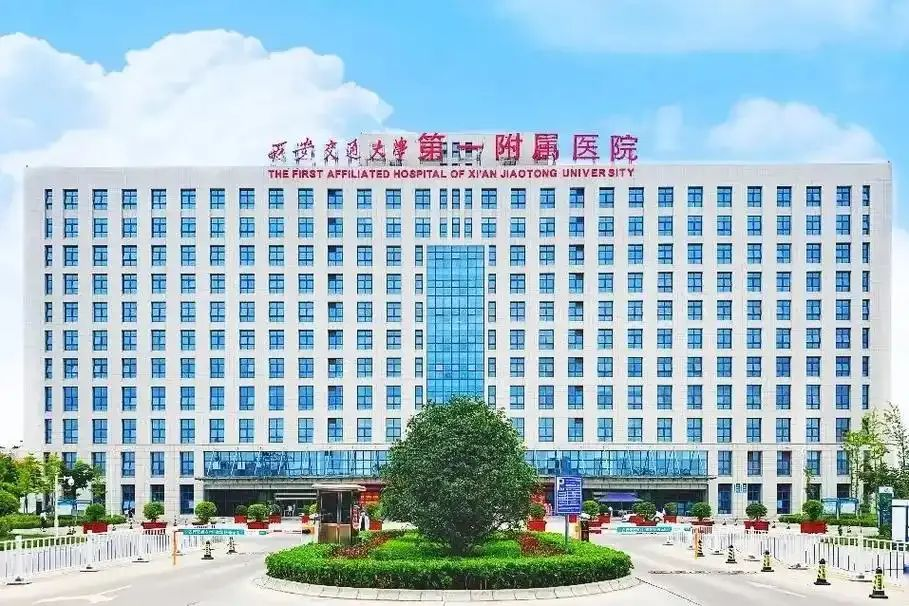 西安交通大學 第一附属医院
THE FIRST AFFILIATED HOSPITAL OF XI'AN JIAOTONG UNIVERSITY
P